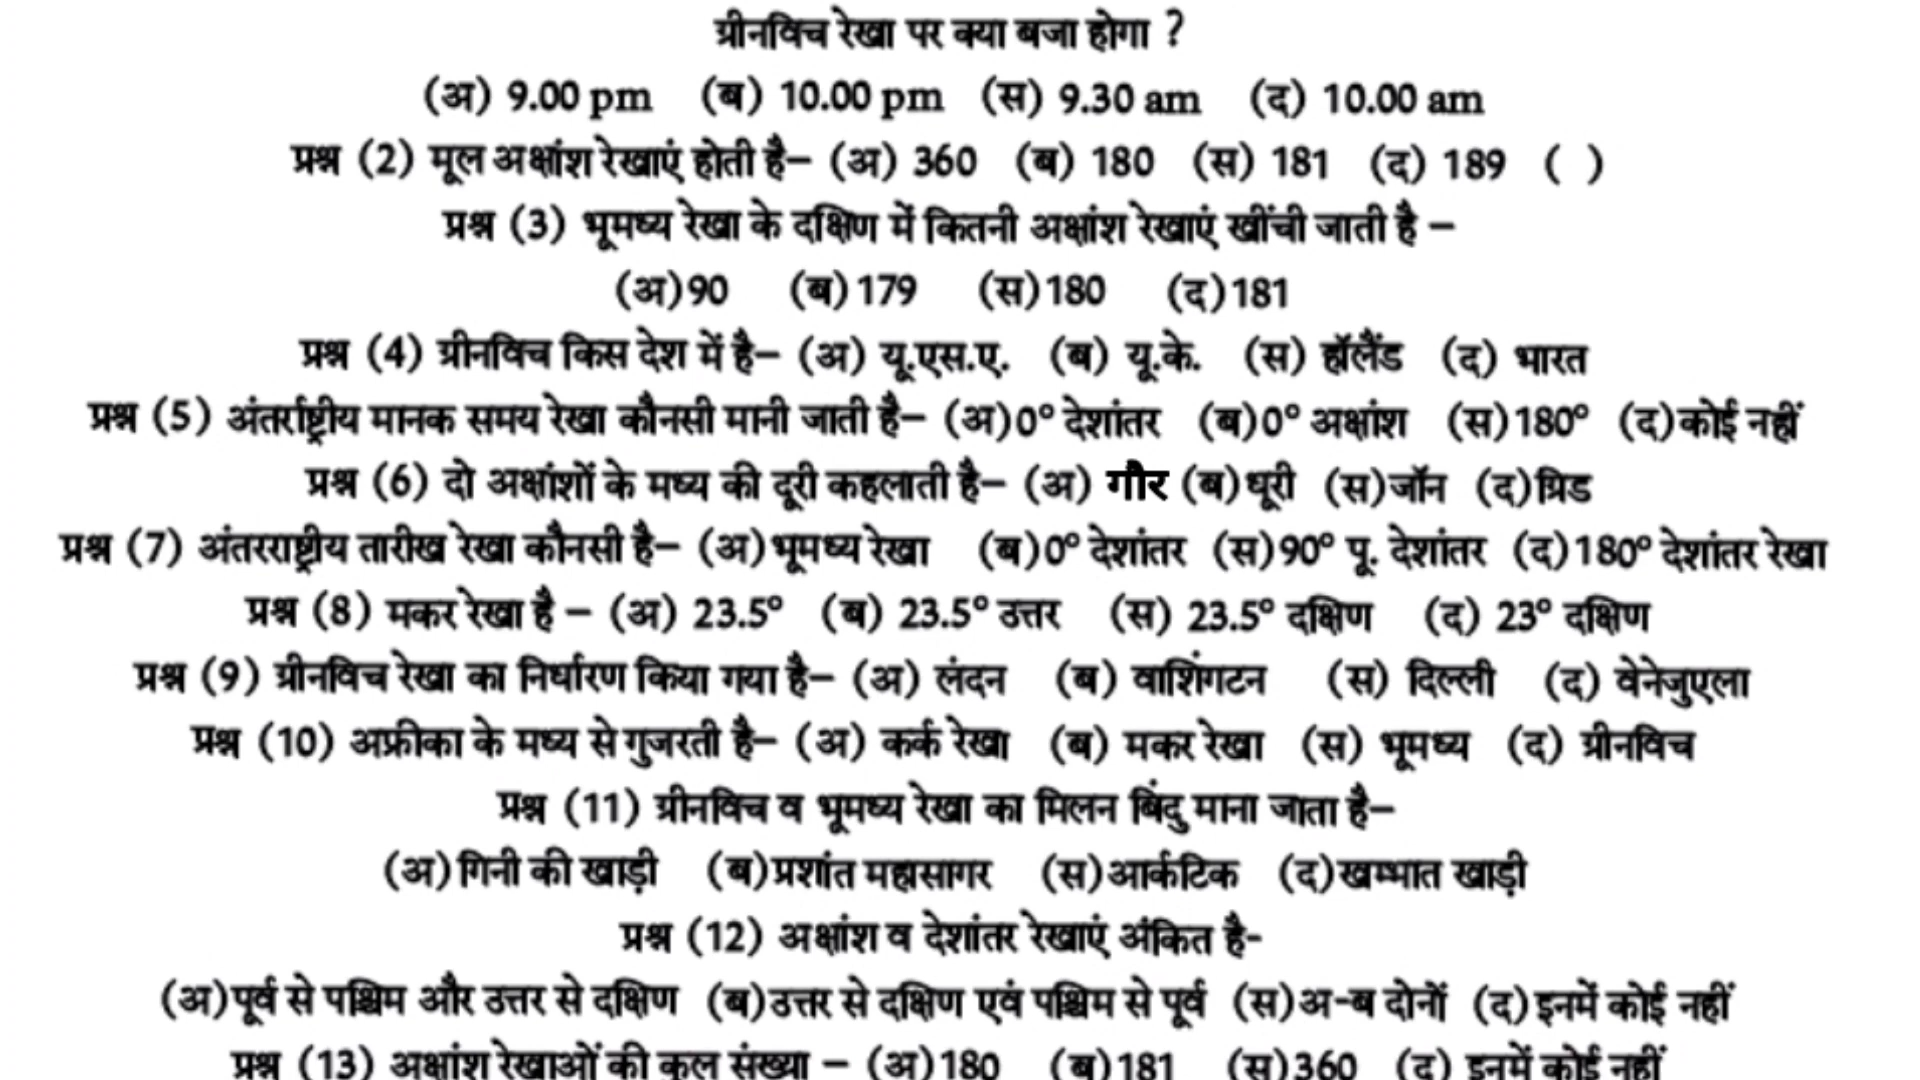 ग्रीनविच रेखा पर क्या बजा होगा ?
(अ) 9.00 pm (ब) 10.00 pm (स) 9.30 am (द) 10.00 am
प्रश्न (2) मूल अक्षांश रेखाएं होती है– (अ) 360 (ब) 180 (स) 181 (द) 189 ( )
प्रश्न (3) भूमध्य रेखा के दक्षिण में कितनी अक्षांश रेखाएं खींची जाती है –
(अ)90 (ब)179 (स)180 (द)181
प्रश्न (4) ग्रीनविच किस देश में है– (अ) यू.एस.ए. (ब) यू.के. (स) हॉलैंड (द) भारत
प्रश्न (5) अंतर्राष्ट्रीय मानक समय रेखा कौनसी मानी जाती है– (अ)0° देशांतर (ब)0° अक्षांश (स)180° (द)कोई नहीं
प्रश्न (6) दो अक्षांशों के मध्य की दूरी कहलाती है– (अ) गौर (ब)धूरी (स)जॉन (द)ग्रिड
प्रश्न (7) अंतरराष्ट्रीय तारीख रेखा कौनसी है– (अ)भूमध्य रेखा (ब)0° देशांतर (स)90° पू. देशांतर (द)180° देशांतर रेखा
प्रश्न (8) मकर रेखा है – (अ) 23.5° (ब) 23.5° उत्तर (स) 23.5° दक्षिण (द) 23° दक्षिण
प्रश्न (9) ग्रीनविच रेखा का निर्धारण किया गया है– (अ) लंदन (ब) वाशिंगटन (स) दिल्ली (द) वेनेजुएला
प्रश्न (10) अफ्रीका के मध्य से गुजरती है– (अ) कर्क रेखा (ब) मकर रेखा (स) भूमध्य (द) ग्रीनविच
प्रश्न (11) ग्रीनविच व भूमध्य रेखा का मिलन बिंदु माना जाता है–
(अ)गिनी की खाड़ी (ब)प्रशांत महासागर (स)आर्कटिक (द)खम्भात खाड़ी
प्रश्न (12) अक्षांश व देशांतर रेखाएं अंकित है-
(अ)पूर्व से पश्चिम और उत्तर से दक्षिण (ब)उत्तर से दक्षिण एवं पश्चिम से पूर्व (स)अ-ब दोनों (द)इनमें कोई नहीं
प्रश्न (13) अक्षांश रेखाओं की कुल संख्या – (अ)180 (ब)181 (स)360 (द) इनमें कोई नहीं